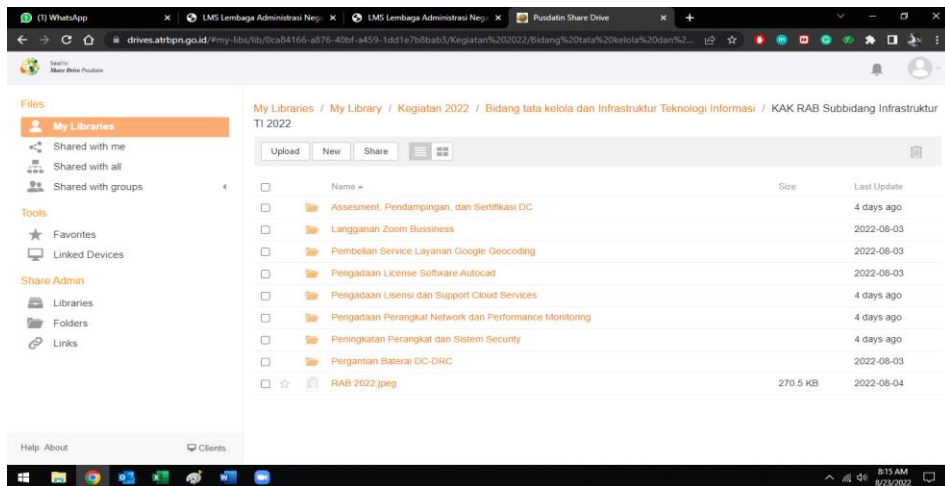 (1) WhatsApp
LMS Lembaga Administrasi Nega
LMS Lembaga Administrasi Nega
Pusdatin Share Drive
drives.atrbpn.go.id/#my-libs/lib/0ca84166-a876-40bf-a459-1dd1e7b8bab3/Kegiatan%202022/Bidang%20tata%20kelola%20dan%2...
Seafile
Share Drive Pusdatin
Files
My Libraries
Shared with me
Shared with all
Shared with groups
Tools
Favorites
Linked Devices
Share Admin
Libraries
Folders
Links
Help About
Clients
My Libraries / My Library / Kegiatan 2022 / Bidang tata kelola dan Infrastruktur Teknologi Informasi / KAK RAB Subbidang Infrastruktur
TI 2022
Upload New Share
Name Size Last Update
Assesment, Pendampingan, dan Sertifikasi DC 4 days ago
Langganan Zoom Bussiness 2022-08-03
Pembelian Service Layanan Google Geocoding 2022-08-03
Pengadaan License Software Autocad 2022-08-03
Pengadaan Lisensi dan Support Cloud Services 4 days ago
Pengadaan Perangkat Network dan Performance Monitoring 4 days ago
Peningkatan Perangkat dan Sistem Security 4 days ago
Pergantian Baterai DC-DRC 2022-08-03
RAB 2022.jpeg 270.5 KB 2022-08-04
8:15 AM
8/23/2022